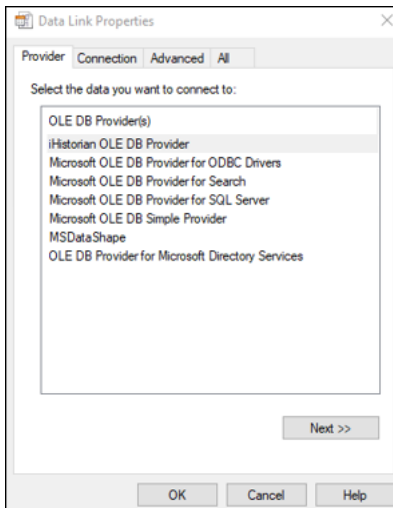 Data Link Properties
Provider Connection Advanced All
Select the data you want to connect to:
OLE DB Provider(s)
iHistorian OLE DB Provider
Microsoft OLE DB Provider for ODBC Drivers
Microsoft OLE DB Provider for Search
Microsoft OLE DB Provider for SQL Server
Microsoft OLE DB Simple Provider
MSDataShape
OLE DB Provider for Microsoft Directory Services
Next >>
OK Cancel Help